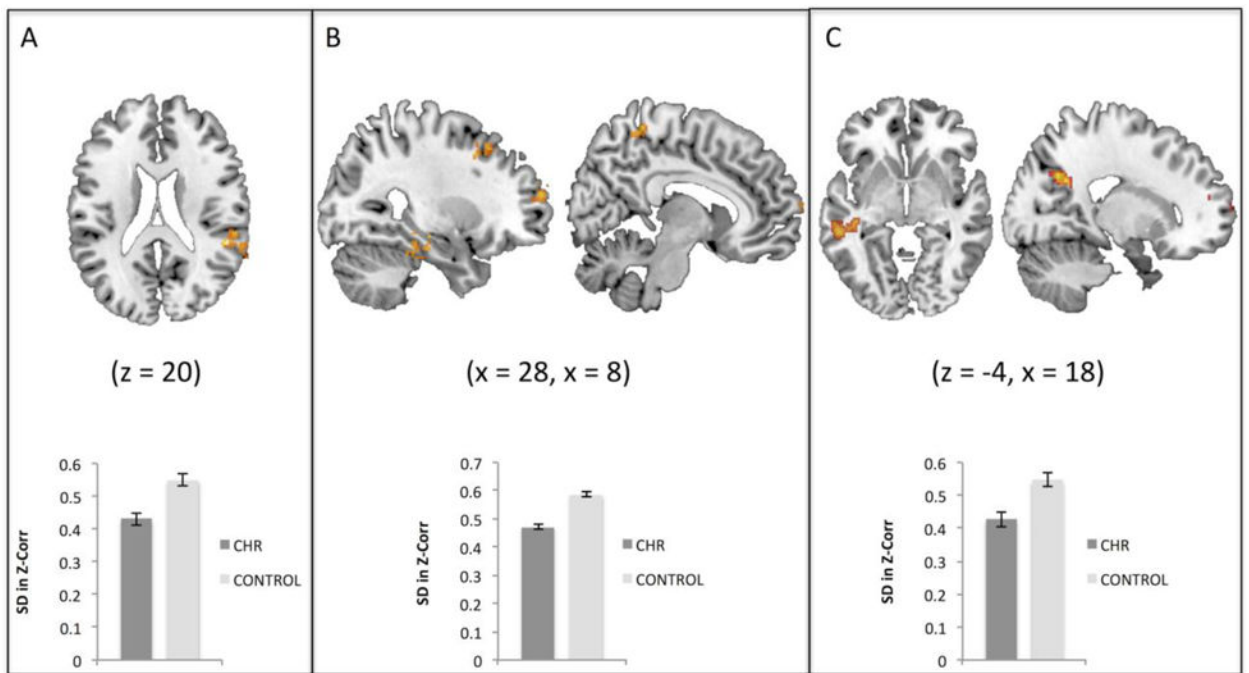 A
(z = 20)
0.6
0.5
0.4
0.3
0.2
0.1
0
SD in Z-Corr
CHR
CONTROL
B
(x = 28, x = 8)
0.7
0.6
0.5
0.4
0.3
0.2
0.1
0
SD in Z-Corr
CHR
CONTROL
C
(z = -4, x = 18)
0.6
0.5
0.4
0.3
0.2
0.1
0
SD in Z-Corr
CHR
CONTROL